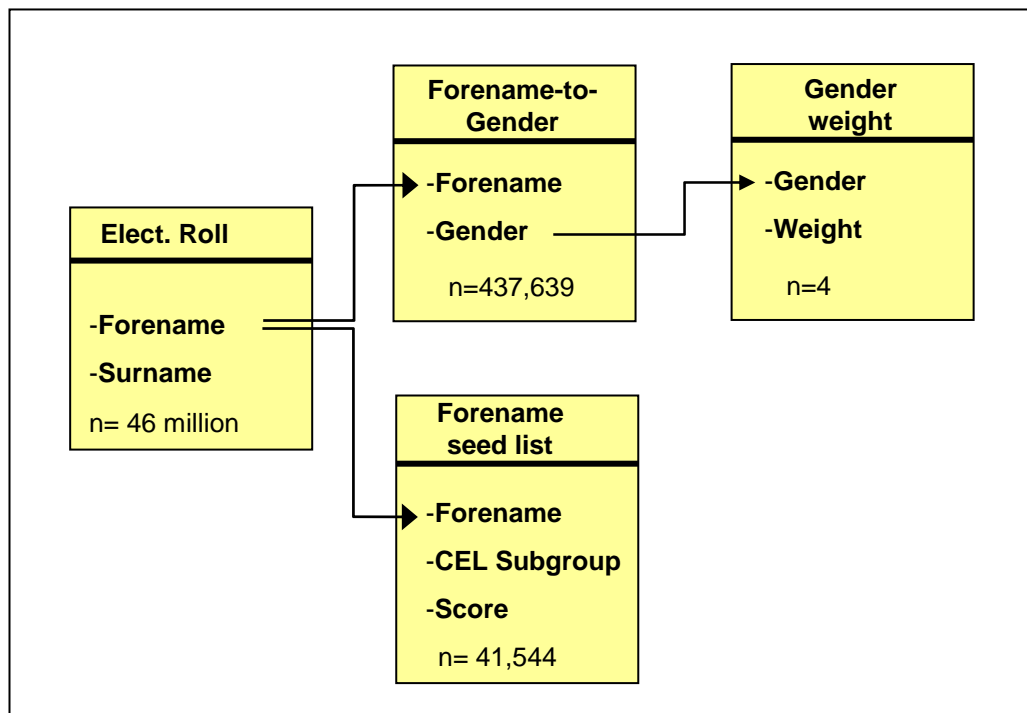 Elect. Roll
-Forename
-Surname
n= 46 million
Forename-to-
Gender
-Forename
-Gender
n=437,639
Gender
weight
-Gender
-Weight
n=4
Forename
seed list
-Forename
-CEL Subgroup
-Score
n= 41,544